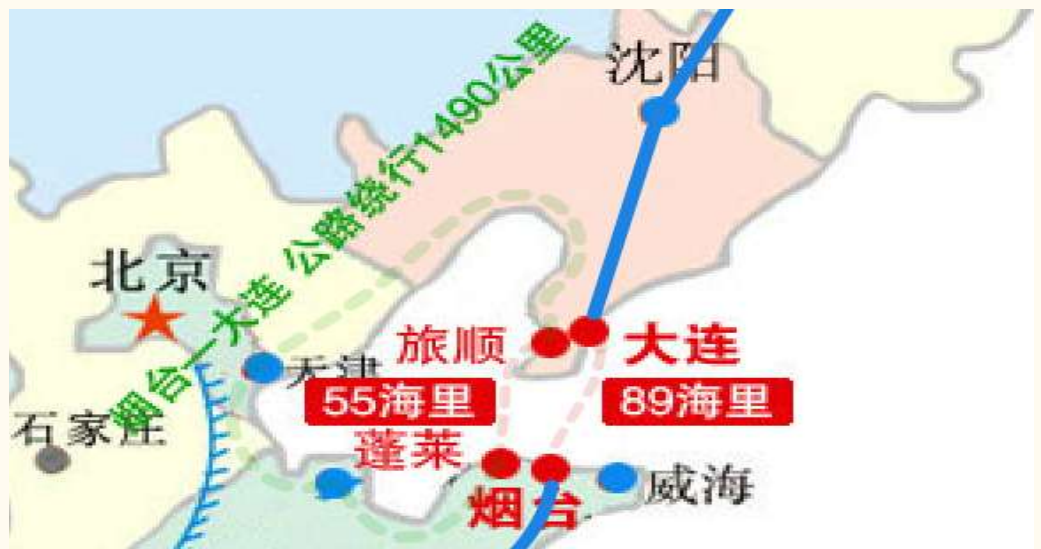 沈阳
烟台—大连 公路绕行1490公里
北京
旅顺
大连
天津
55海里
89海里
石家庄
蓬莱
威海
烟台